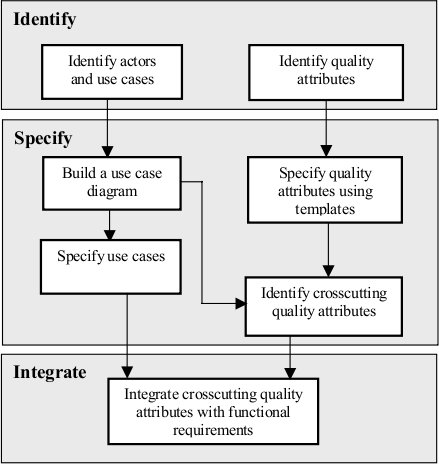 Identify
Identify actors
and use cases
Identify quality
attributes
Specify
Build a use case
diagram
Specify quality
attributes using
templates
Specify use cases
Identify crosscutting
quality attributes
Integrate
Integrate crosscutting quality
attributes with functional
requirements